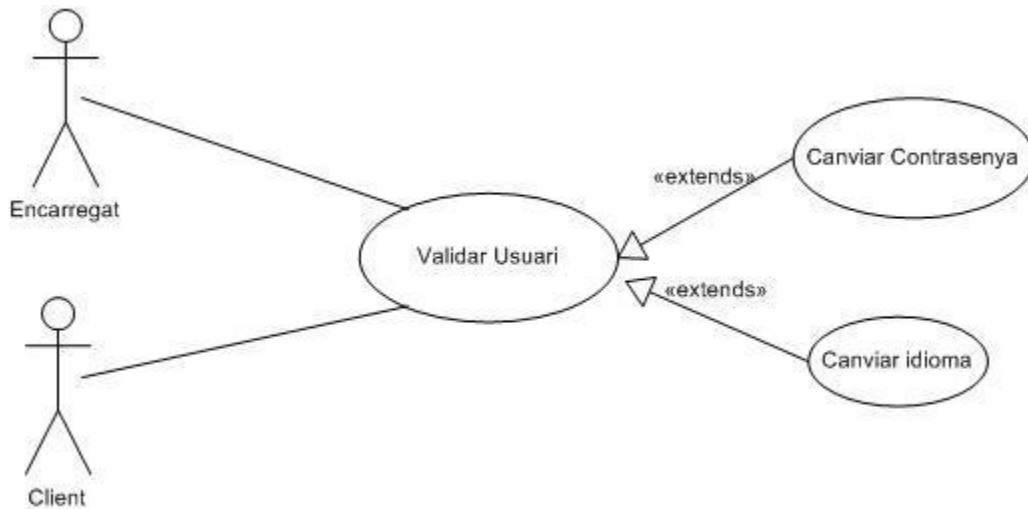 Encarregat
Canviar Contrasenya
«extends»
Validar Usuari
«extends»
Canviar idioma
Client